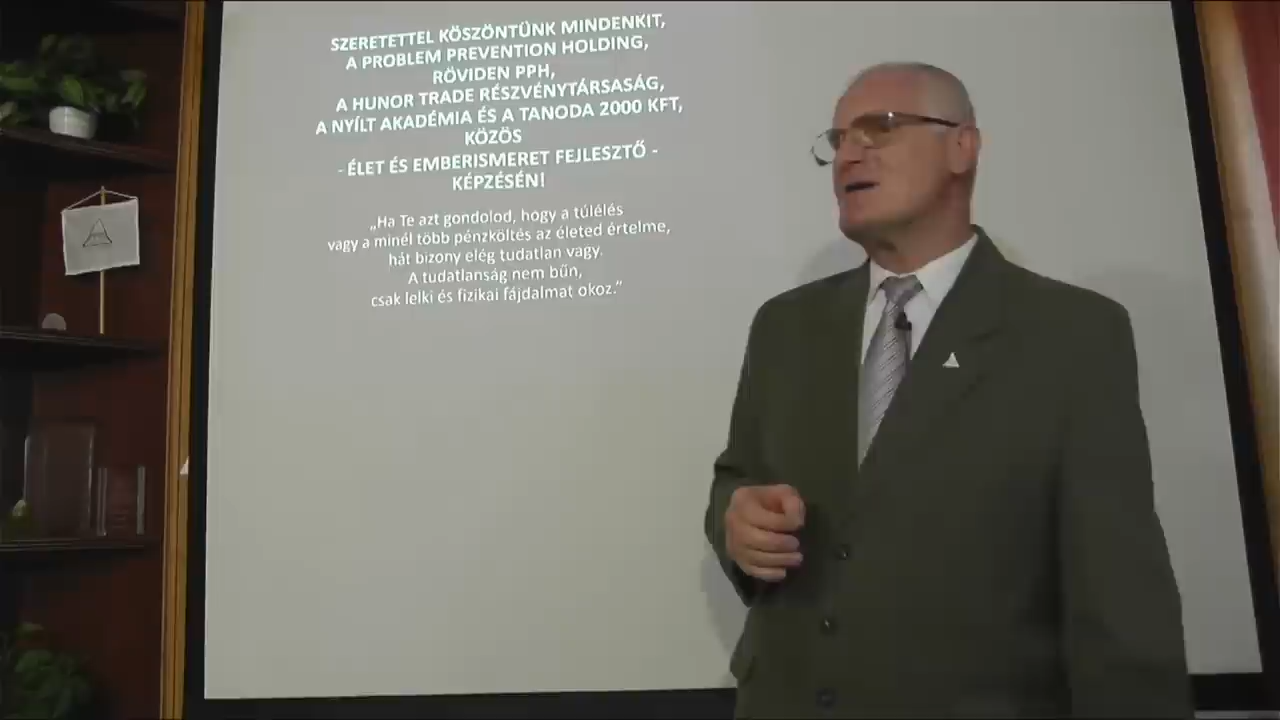 SZERETETTEL KÖSZÖNTÜNK MINDENKIT,
A PROBLEM PREVENTION HOLDING,
RÖVIDEN PPH,
A HUNOR TRADE RÉSZVÉNYTÁRSASÁG,
A NYÍLT AKADÉMIA ÉS A TANODA 2000 KFT,
KÖZÖS
- ÉLET ÉS EMBERISMERET FEJLESZTŐ -
KÉPZÉSÉN!
„Ha Te azt gondolod, hogy a túlélés
vagy a minél több pénzköltés az életed értelme,
hát bizony elég tudatlan vagy.
A tudatlanság nem bűn,
csak lelki és fizikai fájdalmat okoz.”